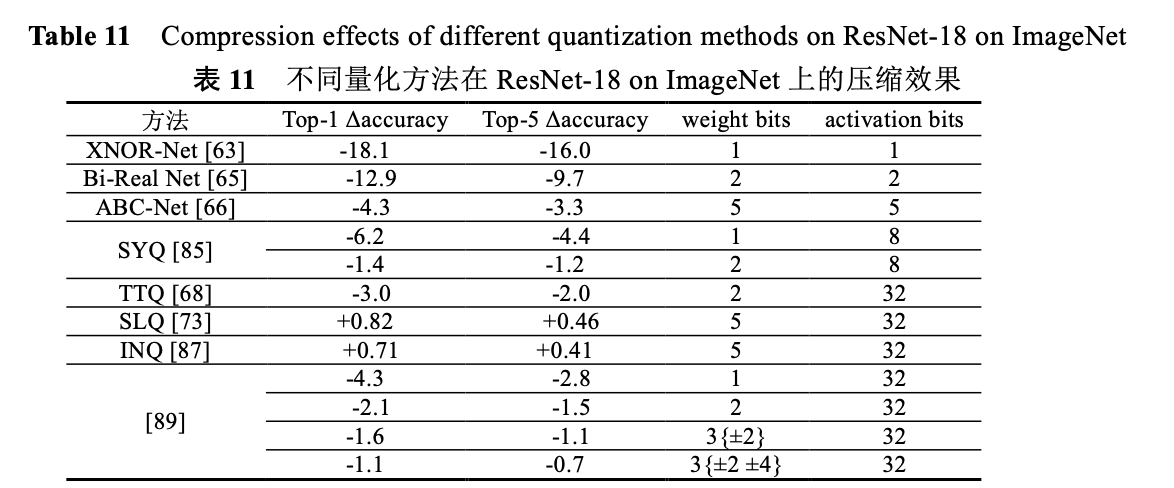 Table 11 Compression effects of different quantization methods on ResNet-18 on ImageNet
表 11 不同量化方法在 ResNet-18 on ImageNet 上的压缩效果
方法 Top-1 Δaccuracy Top-5 Δaccuracy weight bits activation bits
XNOR-Net [63] -18.1 -16.0 1 1
Bi-Real Net [65] -12.9 -9.7 2 2
ABC-Net [66] -4.3 -3.3 5 5
SYQ [85] -6.2 -4.4 1 8
-1.4 -1.2 2 8
TTQ [68] -3.0 -2.0 2 32
SLQ [73] +0.82 +0.46 5 32
INQ [87] +0.71 +0.41 5 32
[89] -4.3 -2.8 1 32
-2.1 -1.5 2 32
-1.6 -1.1 3{±2} 32
-1.1 -0.7 3{±2 ±4} 32